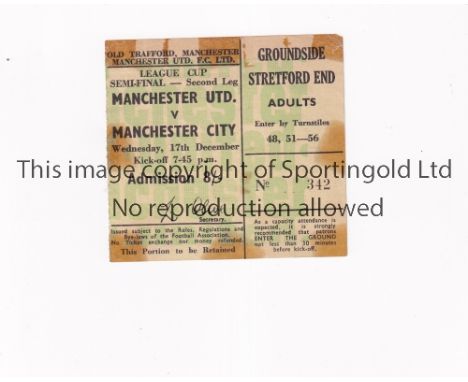 OLD TRAFFORD, MANCHESTER
MANCHESTER UTD. F.C. LTD.
LEAGUE CUP
SEMI-FINAL — Second Leg
MANCHESTER UTD.
V
MANCHESTER CITY
Wednesday, 17th December
Kick-off 7-45 p.m.
Admission 8/-
Secretary.
Issued subject to the Rules, Regulations and
Bye-laws of the Football Association.
No Ticket exchange nor money refunded.
This Portion to be Retained
GROUNDSIDE
STRETFORD END
ADULTS
Enter by Turnstiles
48, 51—56
No 342
As a capacity attendance is
expected, it is strongly
recommended that patrons
ENTER THE GROUND
not less than 30 minutes
before kick-off.
This image copyright of Sportingold Ltd
No reproduction allowed